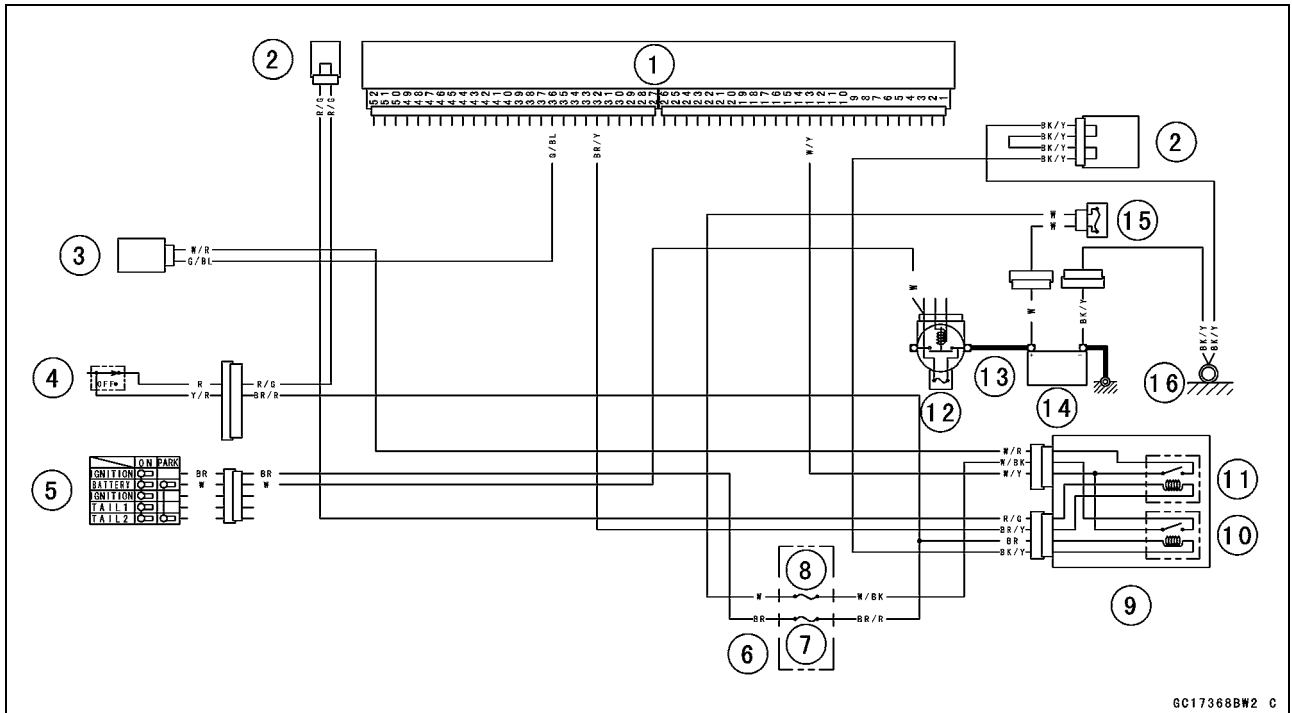 2
1
52 51 50 49 48 47 46 45 44 43 42 41 40 39 38 37 36 35 34 33 32 31 30 29 28 27 26 25 24 23 22 21 20 19 18 17 16 15 14 13 12 11 10 9 8 7 6 5 4 3 2 1
R/G R/G
G/BL BR/Y W/Y
BK/Y
BK/Y
BK/Y
BK/Y
2
W
W
15
3
W/R
G/BL
W
W
BK/Y
BK/Y BK/Y
4
OFF
R R/G
Y/R BR/R
12
13
+ -
14
16
5
ON PARK
IGNITION BR BR
BATTERY W W
IGNITION
TAIL1
TAIL2
W/R
W/BK
W/Y
11
R/G
BR/Y
BR
BK/Y
10
9
8
W W/BK
BR BR/R
6
7
GC17368BW2 C